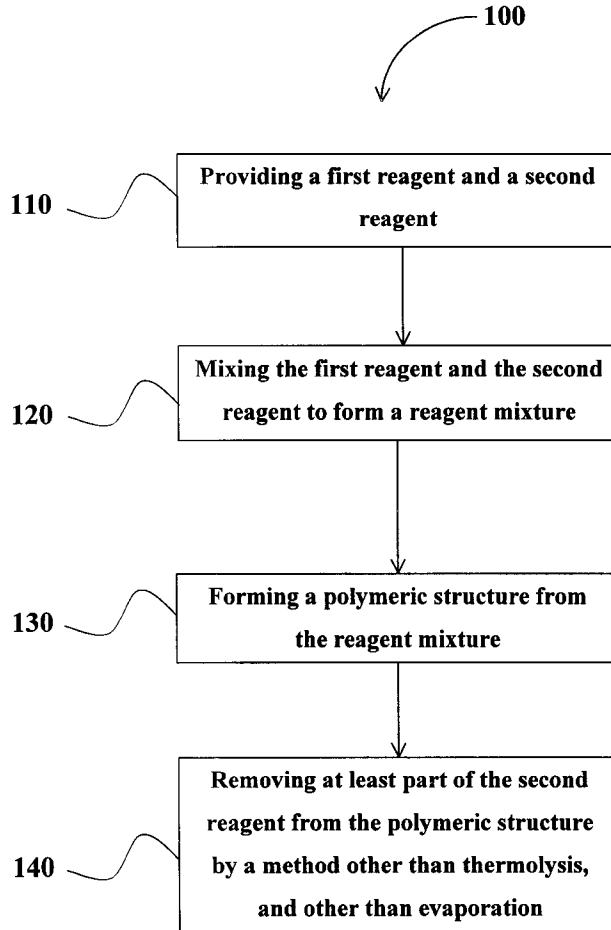 100
110
Providing a first reagent and a second
reagent
120
Mixing the first reagent and the second
reagent to form a reagent mixture
130
Forming a polymeric structure from
the reagent mixture
140
Removing at least part of the second
reagent from the polymeric structure
by a method other than thermolysis,
and other than evaporation